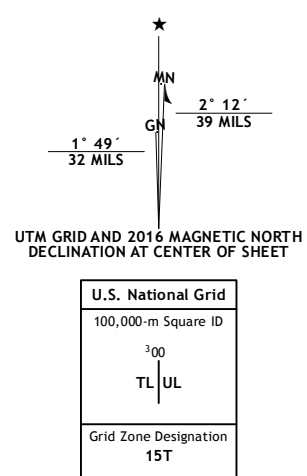 ★
MN
2° 12´
39 MILS
GN
1° 49´
32 MILS
UTM GRID AND 2016 MAGNETIC NORTH
DECLINATION AT CENTER OF SHEET
U.S. National Grid
100,000-m Square ID
³00
TL UL
Grid Zone Designation
15T